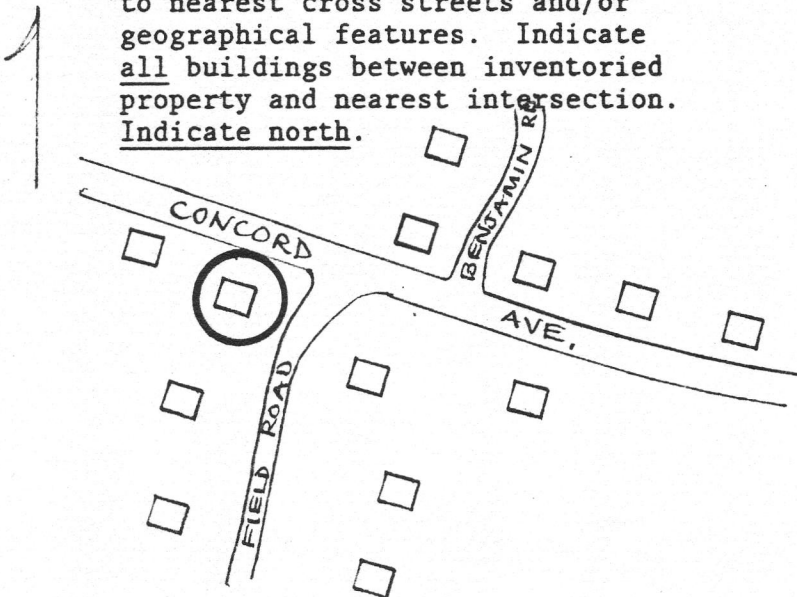 to nearest cross streets and/or
geographical features. Indicate
all buildings between inventoried
property and nearest intersection.
Indicate north.
BENJAMIN RD
CONCORD
AVE.
FIELD ROAD